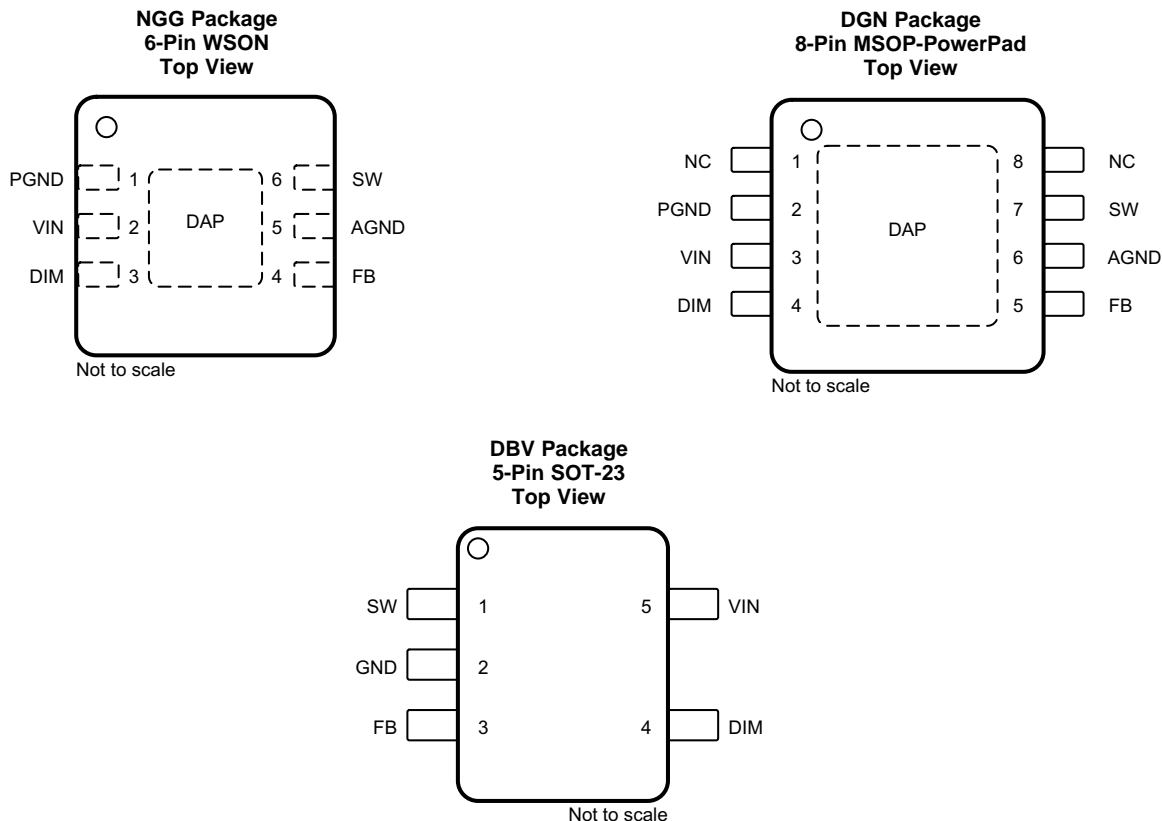 NGG Package
6-Pin WSON
Top View
PGND 1 6 SW
VIN 2 DAP 5 AGND
DIM 3 4 FB
Not to scale
DGN Package
8-Pin MSOP-PowerPad
Top View
NC 1 8 NC
PGND 2 7 SW
DAP
VIN 3 6 AGND
DIM 4 5 FB
Not to scale
DBV Package
5-Pin SOT-23
Top View
SW 1 5 VIN
GND 2
FB 3 4 DIM
Not to scale